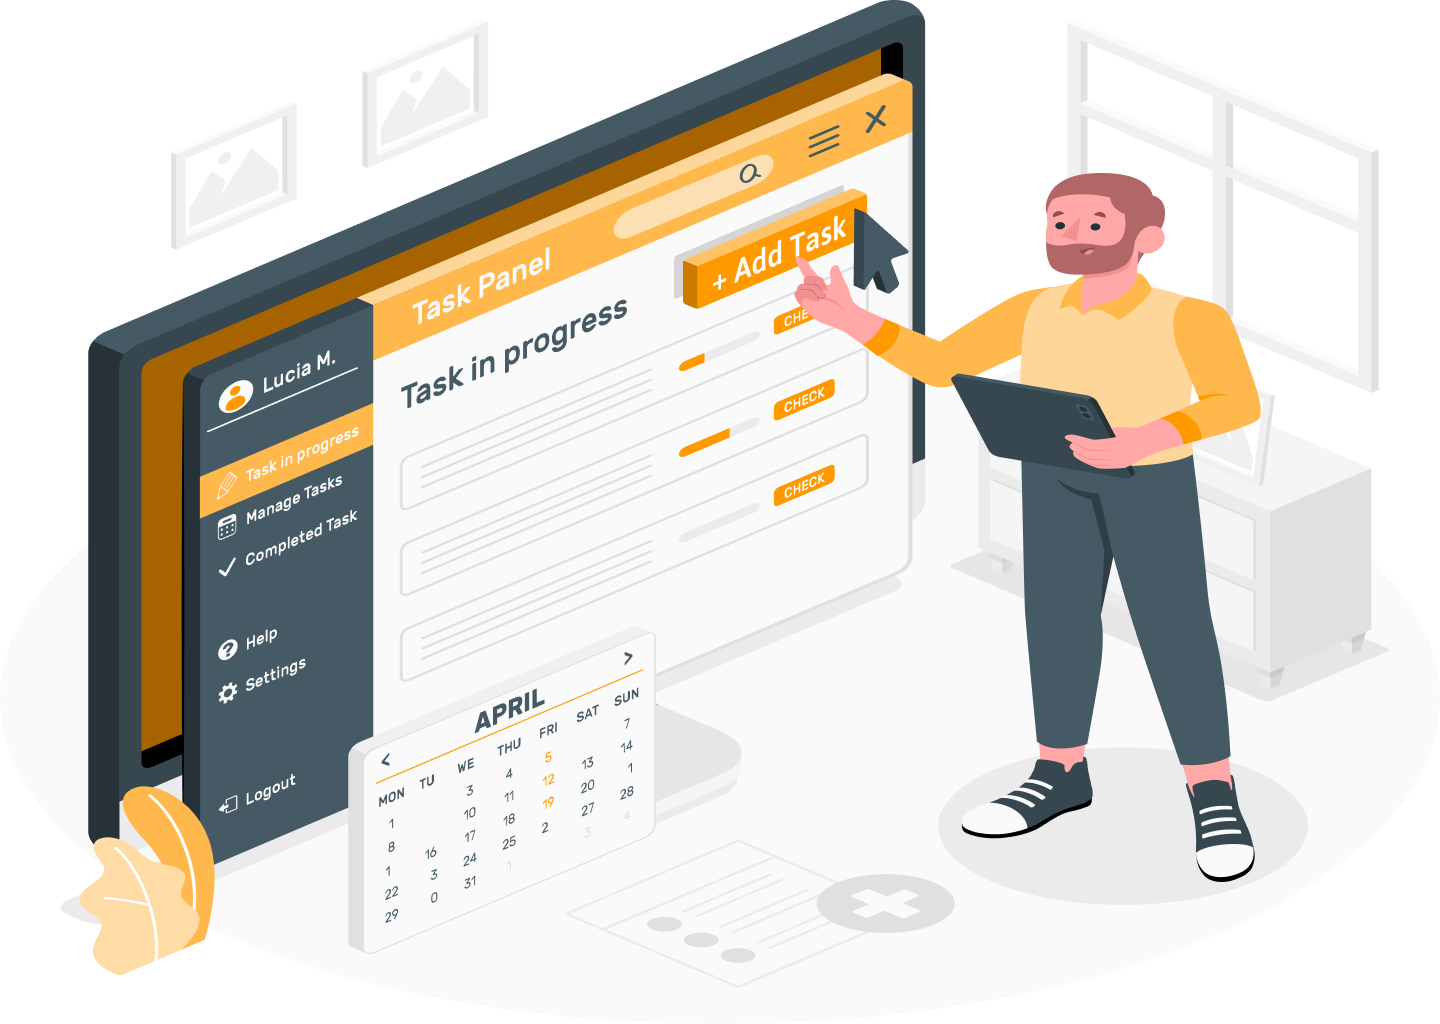 Task Panel
+ Add Task
Lucia M.
Task in progress
Task in progress
Manage Tasks
Completed Task
Help
Settings
Logout
CHE
CHECK
CHECK
<
APRIL
>
MON TU WE THU FRI SAT SUN
1 3 4 5 7
8 10 11 12 13 14
1 16 17 18 19 20 1
22 3 24 25 2 27 28
29 0 31 1 3 4